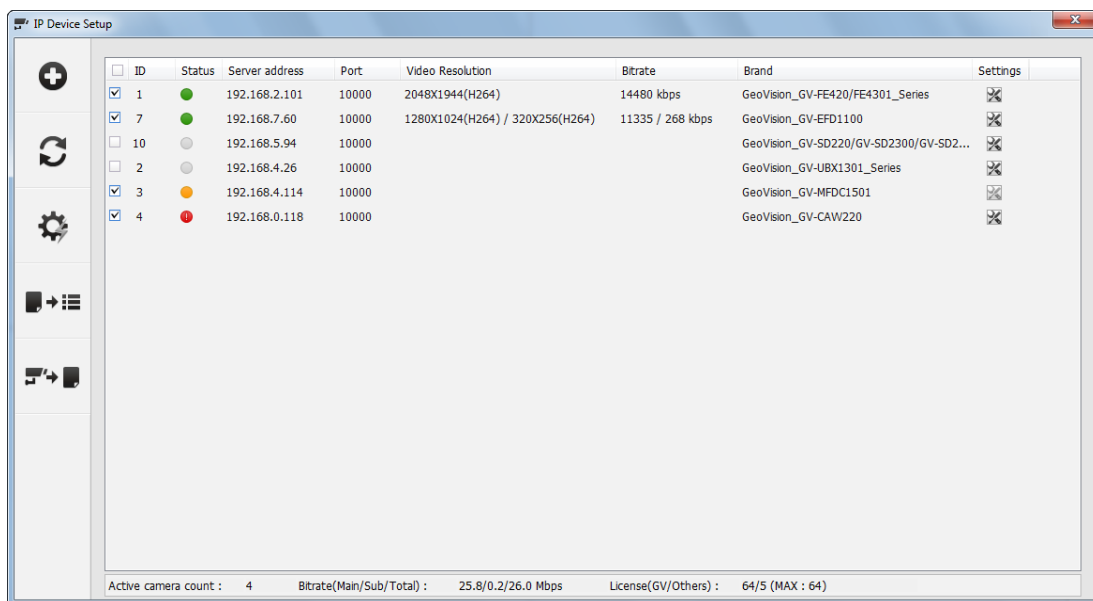 IP Device Setup
ID Status Server address Port Video Resolution Bitrate Brand Settings
1 192.168.2.101 10000 2048X1944(H264) 14480 kbps GeoVision_GV-FE420/FE4301_Series
7 192.168.7.60 10000 1280X1024(H264) / 320X256(H264) 11335 / 268 kbps GeoVision_GV-EFD1100
10 192.168.5.94 10000 GeoVision_GV-SD220/GV-SD2300/GV-SD2...
2 192.168.4.26 10000 GeoVision_GV-UBX1301_Series
3 192.168.4.114 10000 GeoVision_GV-MFDC1501
4 192.168.0.118 10000 GeoVision_GV-CAW220
Active camera count : 4 Bitrate(Main/Sub/Total) : 25.8/0.2/26.0 Mbps License(GV/Others) : 64/5 (MAX : 64)